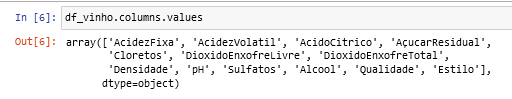 In [6]: df_vinho.columns.values
Out[6]: array(['AcidezFixa', 'AcidezVolatil', 'AcidoCitrico', 'AçucarResidual',
'Cloretos', 'DioxidoEnxofreLivre', 'DioxidoEnxofreTotal',
'Densidade', 'pH', 'Sulfatos', 'Alcool', 'Qualidade', 'Estilo'],
dtype=object)